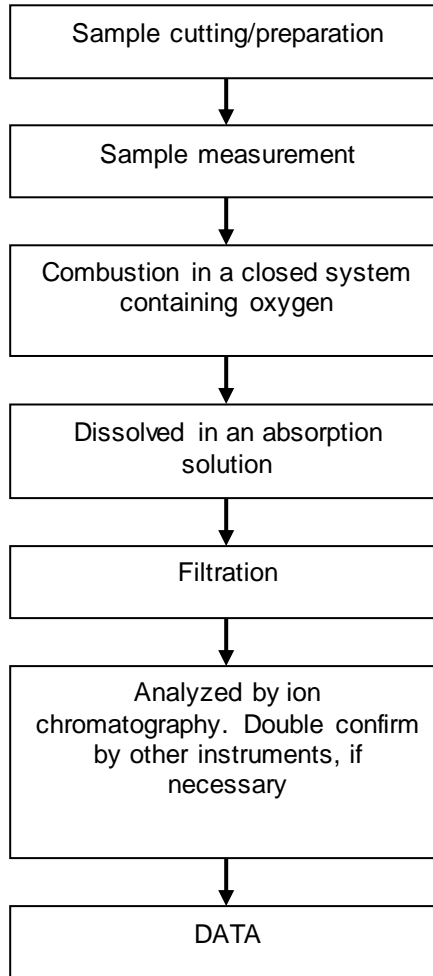 Sample cutting/preparation
Sample measurement
Combustion in a closed system
containing oxygen
Dissolved in an absorption
solution
Filtration
Analyzed by ion
chromatography. Double confirm
by other instruments, if
necessary
DATA